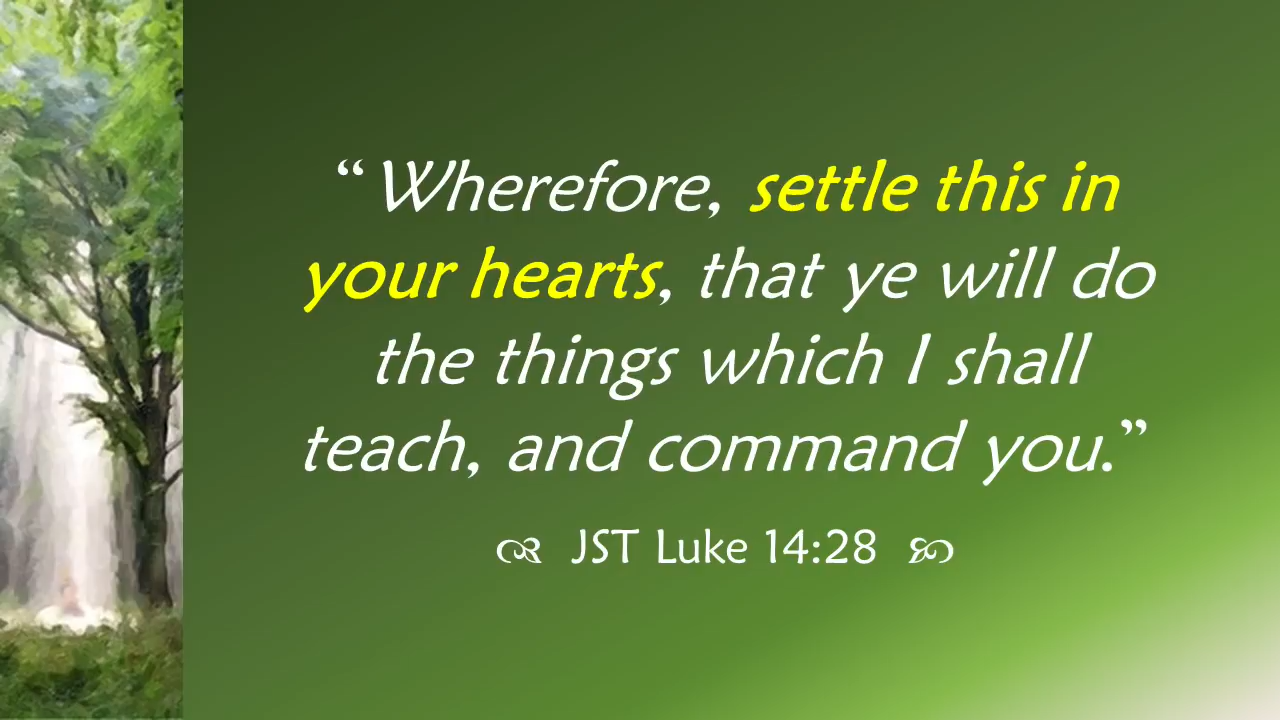 “Wherefore, settle this in
your hearts, that ye will do
the things which I shall
teach, and command you.”
JST Luke 14:28